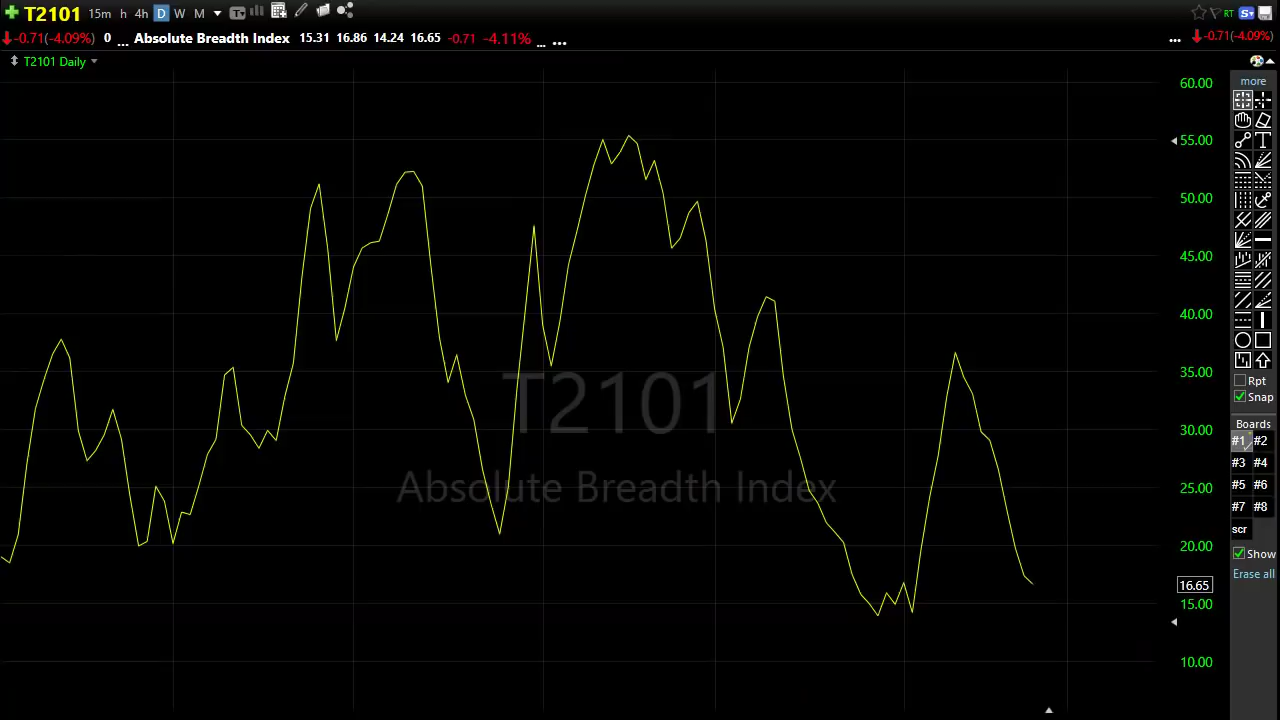 T2101 15m h 4h D W M T RT S
-0.71(-4.09%) 0 ... Absolute Breadth Index 15.31 16.86 14.24 16.65 -0.71 -4.11% ... ... ... -0.71(-4.09%)
T2101 Daily
more
60.00
55.00
50.00
45.00
40.00
35.00
30.00
25.00
20.00
16.65
15.00
10.00
T2101
Absolute Breadth Index
T
Rpt
Snap
Boards
#1 #2
#3 #4
#5 #6
#7 #8
scr
Show
Erase all